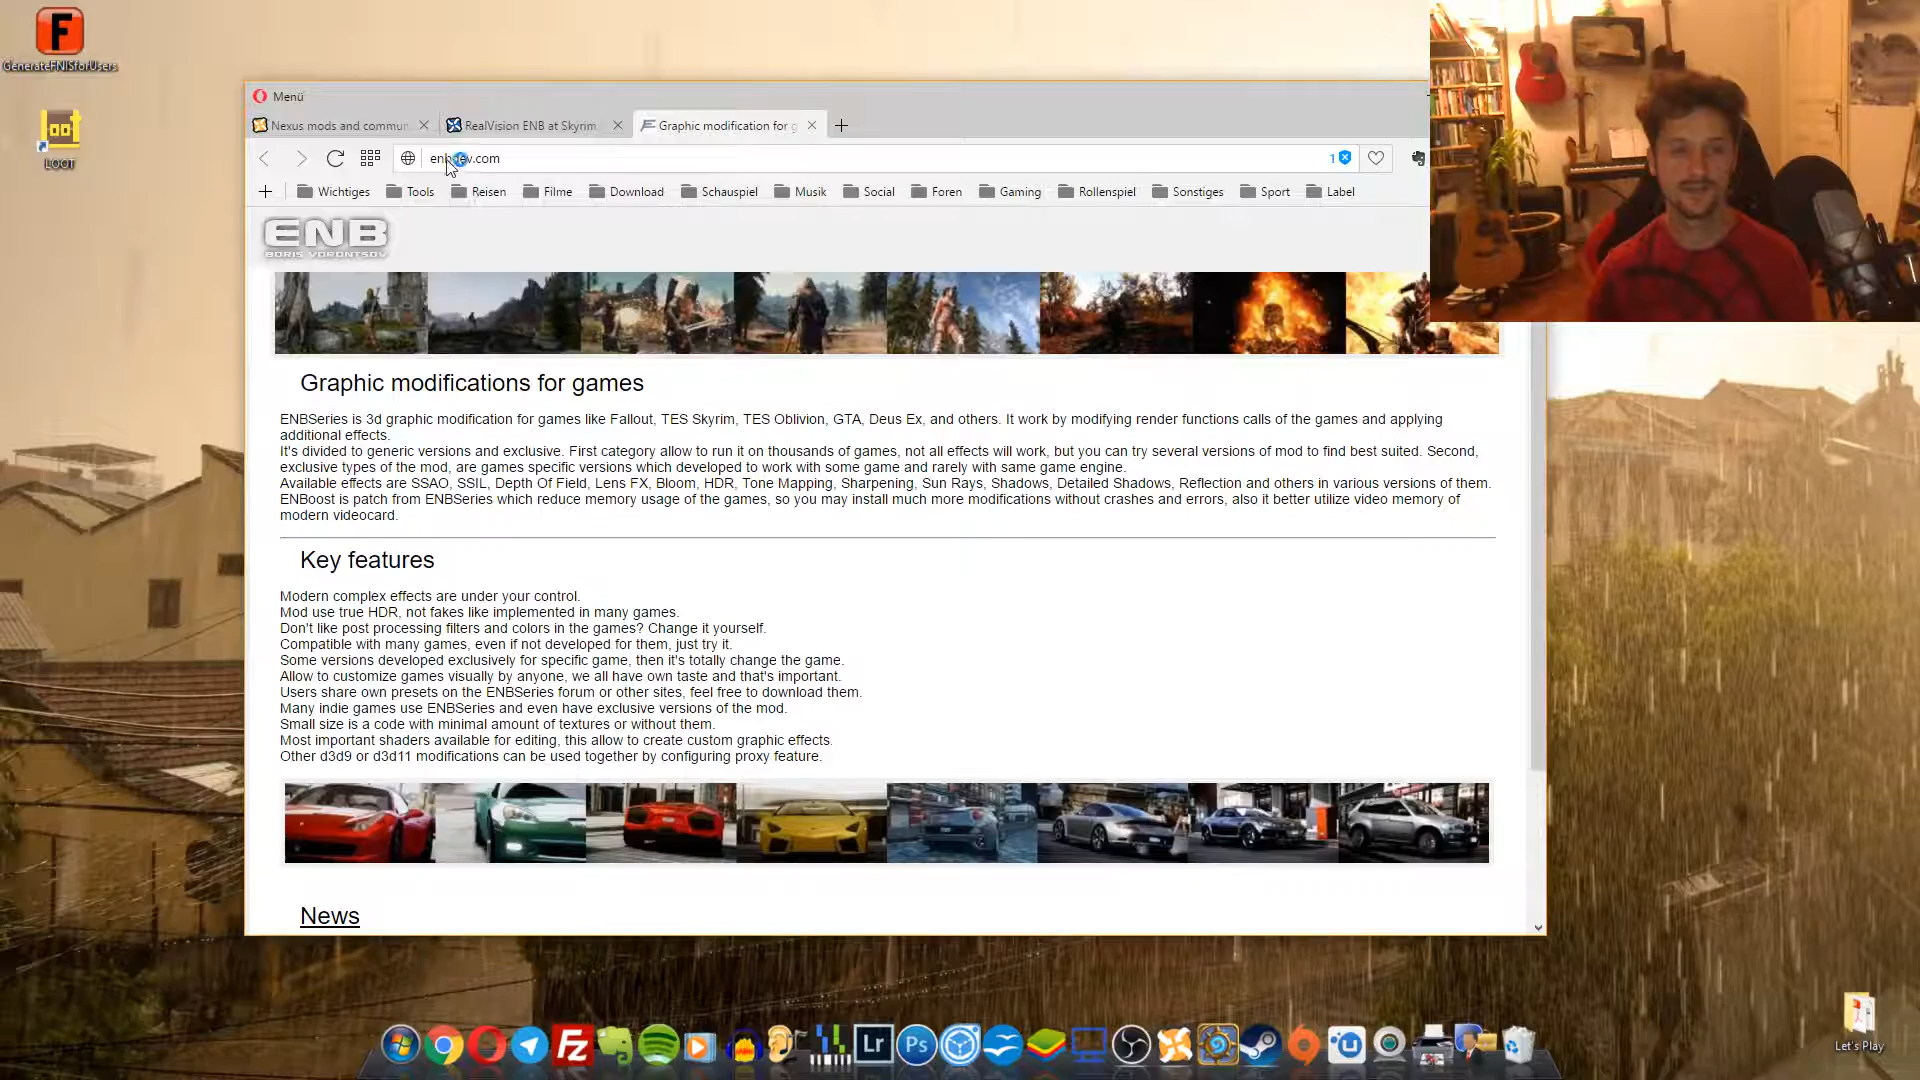 GenerateFNISforUsers
LOOT
Menü
Nexus mods and commun
RealVision ENB at Skyrim
Graphic modification for g
enbdev.com
1
Wichtiges
Tools
Reisen
Filme
Download
Schauspiel
Musik
Social
Foren
Gaming
Rollenspiel
Sonstiges
Sport
Label
ENB
BORIS VORONTSOV
Graphic modifications for games
ENBSeries is 3d graphic modification for games like Fallout, TES Skyrim, TES Oblivion, GTA, Deus Ex, and others. It work by modifying render functions calls of the games and applying
additional effects.
It's divided to generic versions and exclusive. First category allow to run it on thousands of games, not all effects will work, but you can try several versions of mod to find best suited. Second,
exclusive types of the mod, are games specific versions which developed to work with some game and rarely with same game engine.
Available effects are SSAO, SSIL, Depth Of Field, Lens FX, Bloom, HDR, Tone Mapping, Sharpening, Sun Rays, Shadows, Detailed Shadows, Reflection and others in various versions of them.
ENBoost is patch from ENBSeries which reduce memory usage of the games, so you may install much more modifications without crashes and errors, also it better utilize video memory of
modern videocard.
Key features
Modern complex effects are under your control.
Mod use true HDR, not fakes like implemented in many games.
Don't like post processing filters and colors in the games? Change it yourself.
Compatible with many games, even if not developed for them, just try it.
Some versions developed exclusively for specific game, then it's totally change the game.
Allow to customize games visually by anyone, we all have own taste and that's important.
Users share own presets on the ENBSeries forum or other sites, feel free to download them.
Many indie games use ENBSeries and even have exclusive versions of the mod.
Small size is a code with minimal amount of textures or without them.
Most important shaders available for editing, this allow to create custom graphic effects.
Other d3d9 or d3d11 modifications can be used together by configuring proxy feature.
News
Let's Play